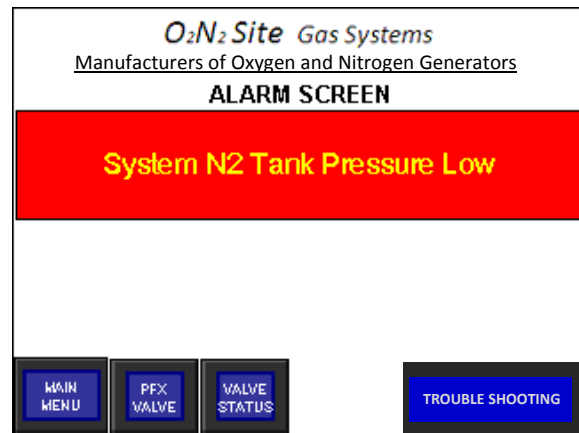 O₂N₂ Site Gas Systems
Manufacturers of Oxygen and Nitrogen Generators
ALARM SCREEN
System N2 Tank Pressure Low
MAIN
MENU
PFX
VALVE
VALVE
STATUS
TROUBLE SHOOTING